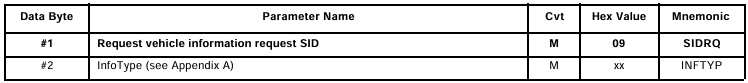 Data Byte Parameter Name Cvt Hex Value Mnemonic
#1 Request vehicle information request SID M 09 SIDRQ
#2 InfoType (see Appendix A) M xx INFTYP